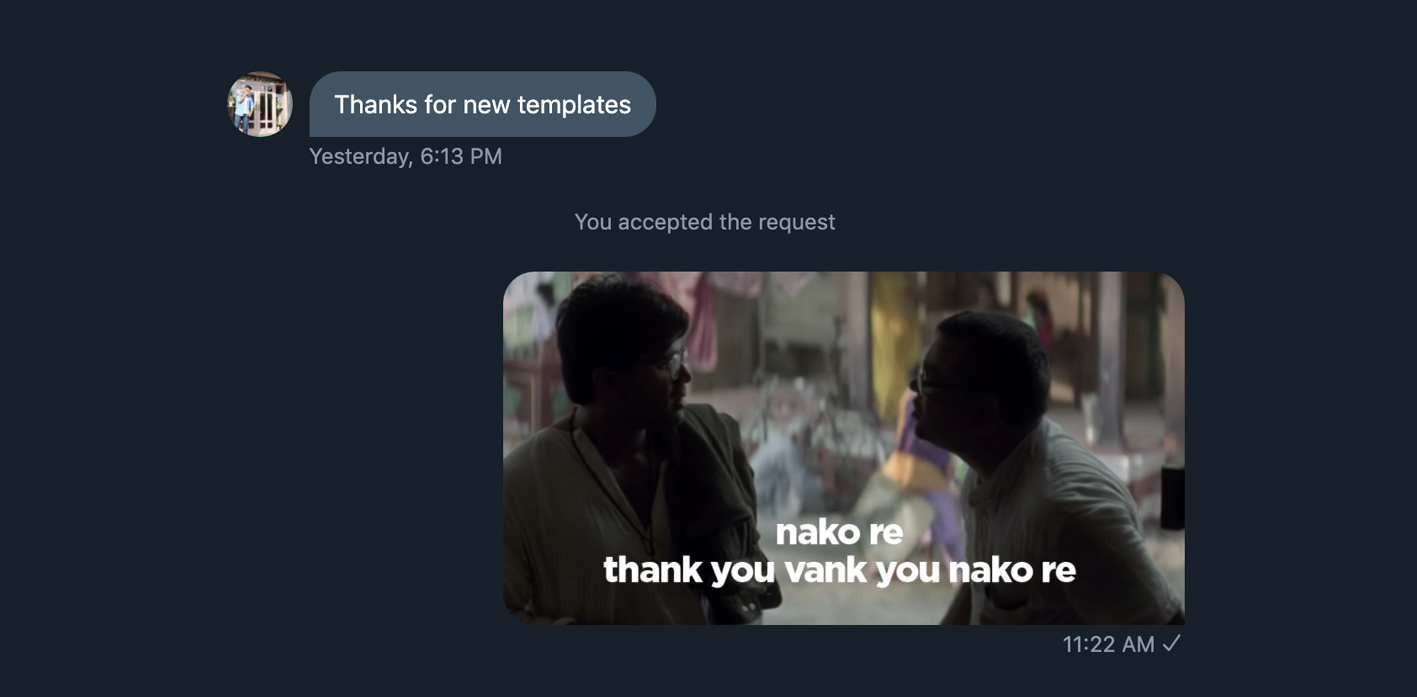 Thanks for new templates
Yesterday, 6:13 PM
You accepted the request
nako re
thank you vank you nako re
11:22 AM